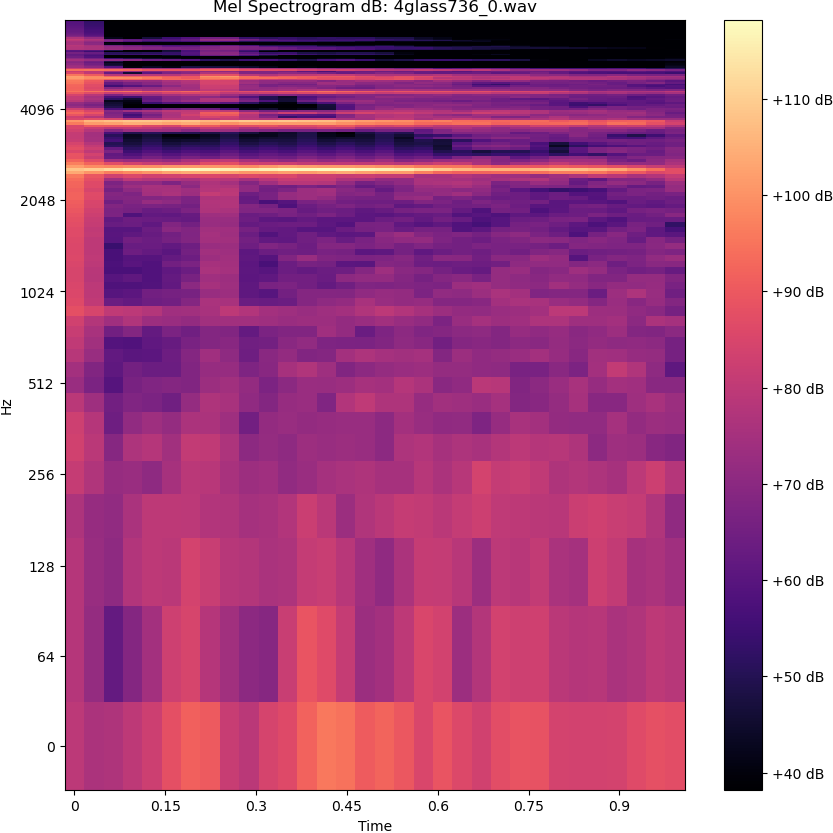 Mel Spectrogram dB: 4glass736_0.wav
Hz
4096
2048
1024
512
256
128
64
0
0
0.15
0.3
0.45
0.6
0.75
0.9
Time
+110 dB
+100 dB
+90 dB
+80 dB
+70 dB
+60 dB
+50 dB
+40 dB